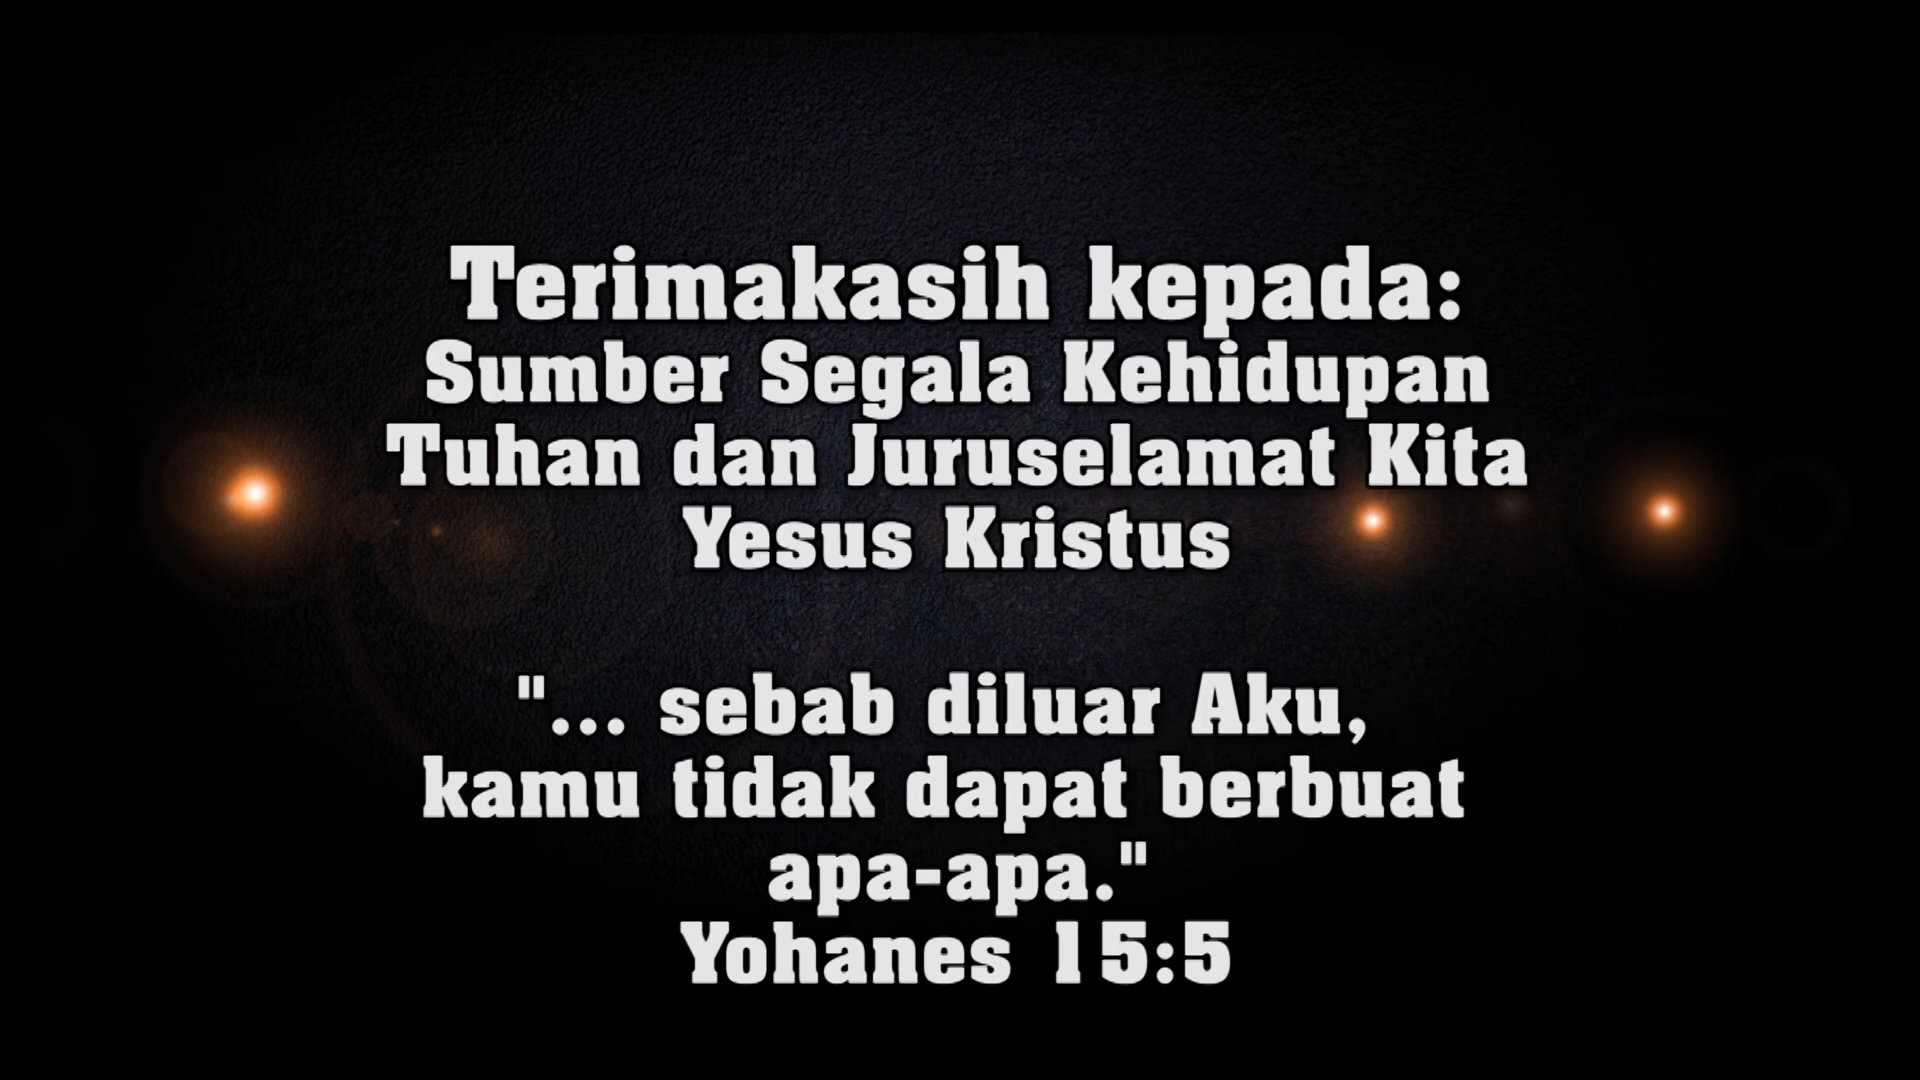 Terimakasih kepada:
Sumber Segala Kehidupan
Tuhan dan Juruselamat Kita
Yesus Kristus
"... sebab diluar Aku,
kamu tidak dapat berbuat
apa-apa."
Yohanes 15:5